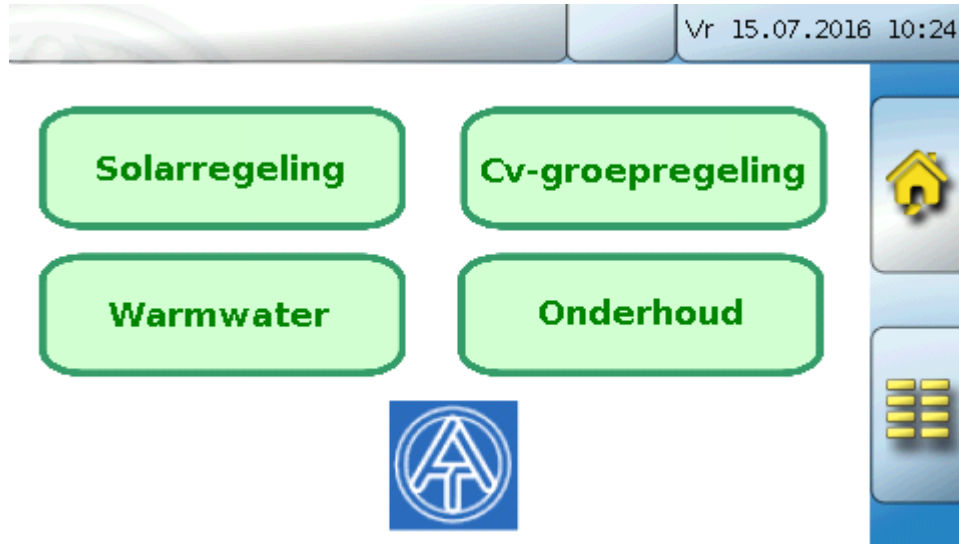 Vr 15.07.2016 10:24
Solarregeling
Cv-groepregeling
Warmwater
Onderhoud